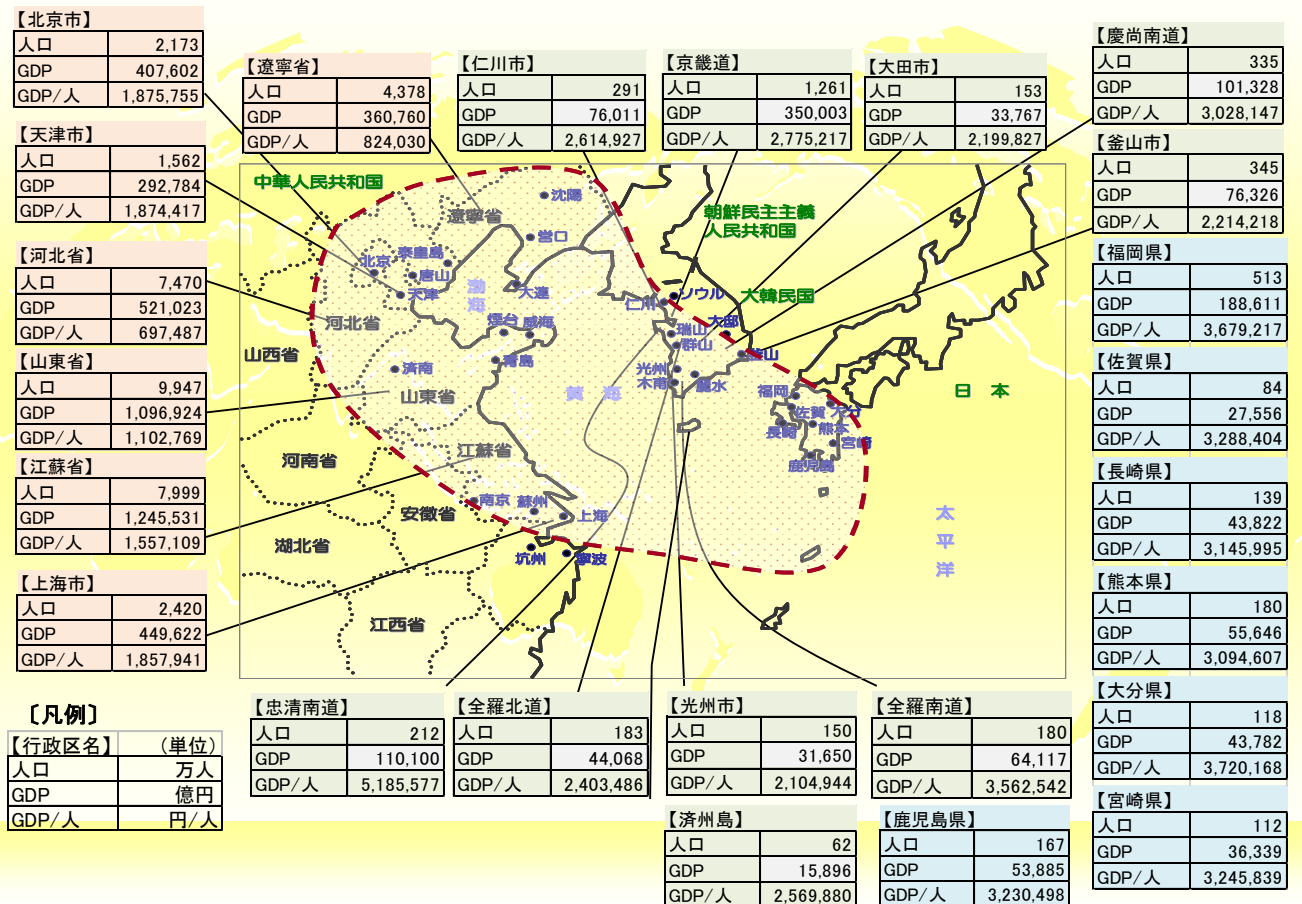 【北京市】
人口 2,173
GDP 407,602
GDP/人 1,875,755
【天津市】
人口 1,562
GDP 292,784
GDP/人 1,874,417
【河北省】
人口 7,470
GDP 521,023
GDP/人 697,487
【山東省】
人口 9,947
GDP 1,096,924
GDP/人 1,102,769
【江蘇省】
人口 7,999
GDP 1,245,531
GDP/人 1,557,109
【上海市】
人口 2,420
GDP 449,622
GDP/人 1,857,941
〔凡例〕
【行政区名】 (単位)
人口 万人
GDP 億円
GDP/人 円/人
【遼寧省】
人口 4,378
GDP 360,760
GDP/人 824,030
【仁川市】
人口 291
GDP 76,011
GDP/人 2,614,927
【京畿道】
人口 1,261
GDP 350,003
GDP/人 2,775,217
【大田市】
人口 153
GDP 33,767
GDP/人 2,199,827
【慶尚南道】
人口 335
GDP 101,328
GDP/人 3,028,147
【釜山市】
人口 345
GDP 76,326
GDP/人 2,214,218
【福岡県】
人口 513
GDP 188,611
GDP/人 3,679,217
【佐賀県】
人口 84
GDP 27,556
GDP/人 3,288,404
【長崎県】
人口 139
GDP 43,822
GDP/人 3,145,995
【熊本県】
人口 180
GDP 55,646
GDP/人 3,094,607
【大分県】
人口 118
GDP 43,782
GDP/人 3,720,168
【宮崎県】
人口 112
GDP 36,339
GDP/人 3,245,839
中華人民共和国
沈陽
遼寧省
営口
朝鮮民主主義
人民共和国
秦皇島
北京
唐山
渤海
天津
大連
仁川
ソウル
大韓民国
河北省
煙台
威海
瑞山
大邱
群山
山西省
済南
青島
釜山
光州
木甫
麗水
山東省
黄海
福岡
日本
佐賀
大分
長崎
熊本
宮崎
鹿児島
河南省
江蘇省
南京
蘇州
上海
安徽省
太平洋
湖北省
杭州
寧波
江西省
【忠清南道】
人口 212
GDP 110,100
GDP/人 5,185,577
【全羅北道】
人口 183
GDP 44,068
GDP/人 2,403,486
【光州市】
人口 150
GDP 31,650
GDP/人 2,104,944
【全羅南道】
人口 180
GDP 64,117
GDP/人 3,562,542
【済州島】
人口 62
GDP 15,896
GDP/人 2,569,880
【鹿児島県】
人口 167
GDP 53,885
GDP/人 3,230,498